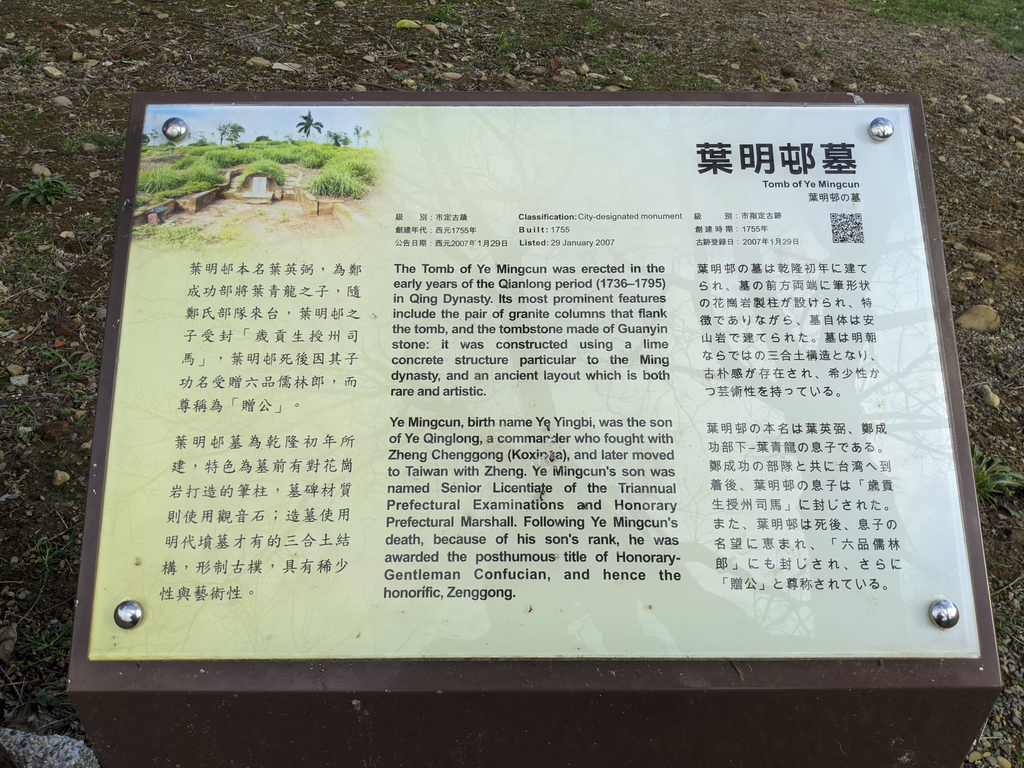 葉明邨墓
Tomb of Ye Mingcun
葉明邨の墓
級　　別：市定古蹟
創建年代：西元1755年
公告日期：西元2007年1月29日
Classification: City-designated monument
Built: 1755
Listed: 29 January 2007
級　　別：市指定古跡
創建時期：1755年
古跡登録日：2007年1月29日
葉明邨本名葉英弼，為鄭
成功部將葉青龍之子，隨
鄭氏部隊來台，葉明邨之
子受封「歲貢生授州司
馬」，葉明邨死後因其子
功名受贈六品儒林郎，而
尊稱為「贈公」。
葉明邨墓為乾隆初年所
建，特色為墓前有對花崗
岩打造的筆柱，墓碑材質
則使用觀音石；造墓使用
明代墳墓才有的三合土結
構，形制古樸，具有稀少
性與藝術性。
The Tomb of Ye Mingcun was erected in the
early years of the Qianlong period (1736–1795)
in Qing Dynasty. Its most prominent features
include the pair of granite columns that flank
the tomb, and the tombstone made of Guanyin
stone: it was constructed using a lime
concrete structure particular to the Ming
dynasty, and an ancient layout which is both
rare and artistic.
Ye Mingcun, birth name Ye Yingbi, was the son
of Ye Qinglong, a commander who fought with
Zheng Chenggong (Koxinga), and later moved
to Taiwan with Zheng. Ye Mingcun's son was
named Senior Licentiate of the Triannual
Prefectural Examinations and Honorary
Prefectural Marshall. Following Ye Mingcun's
death, because of his son's rank, he was
awarded the posthumous title of Honorary-
Gentleman Confucian, and hence the
honorific, Zenggong.
葉明邨の墓は乾隆初年に建て
られ、墓の前方両端に筆形状
の花崗岩製柱が設けられ、特
徴でありながら、墓自体は安
山岩で建てられた。墓は明朝
ならではの三合土構造となり、
古朴感が存在され、希少性か
つ芸術性を持っている。
葉明邨の本名は葉英弼、鄭成
功部下–葉青龍の息子である。
鄭成功の部隊と共に台湾へ到
着後、葉明邨の息子は「歳貢
生授州司馬」に封じされた。
また、葉明邨は死後、息子の
名望に恵まれ、「六品儒林
郎」にも封じされ、さらに
「贈公」と尊称されている。